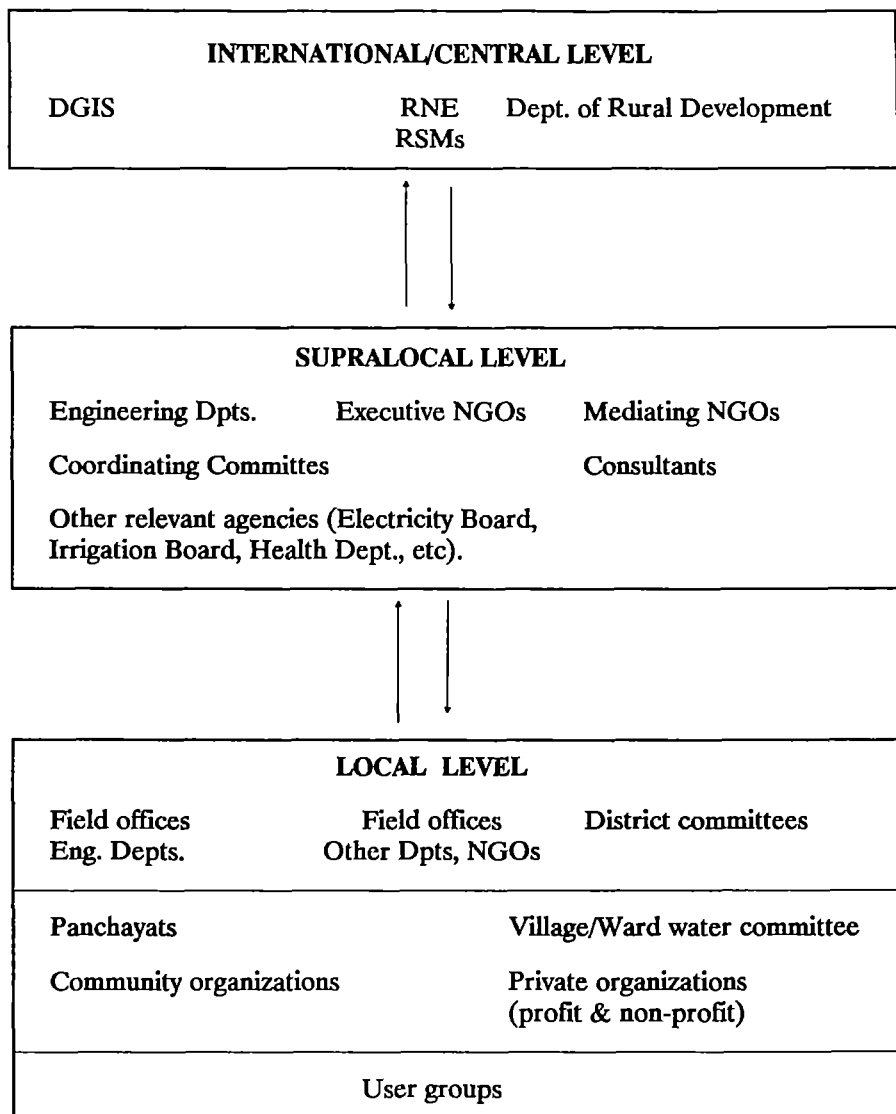 INTERNATIONAL/CENTRAL LEVEL
DGIS RNE Dept. of Rural Development
RSMs
SUPRALOCAL LEVEL
Engineering Dpts. Executive NGOs Mediating NGOs
Coordinating Committes Consultants
Other relevant agencies (Electricity Board,
Irrigation Board, Health Dept., etc).
LOCAL LEVEL
Field offices Field offices District committees
Eng. Depts. Other Dpts, NGOs
Panchayats Village/Ward water committee
Community organizations Private organizations
(profit & non-profit)
User groups